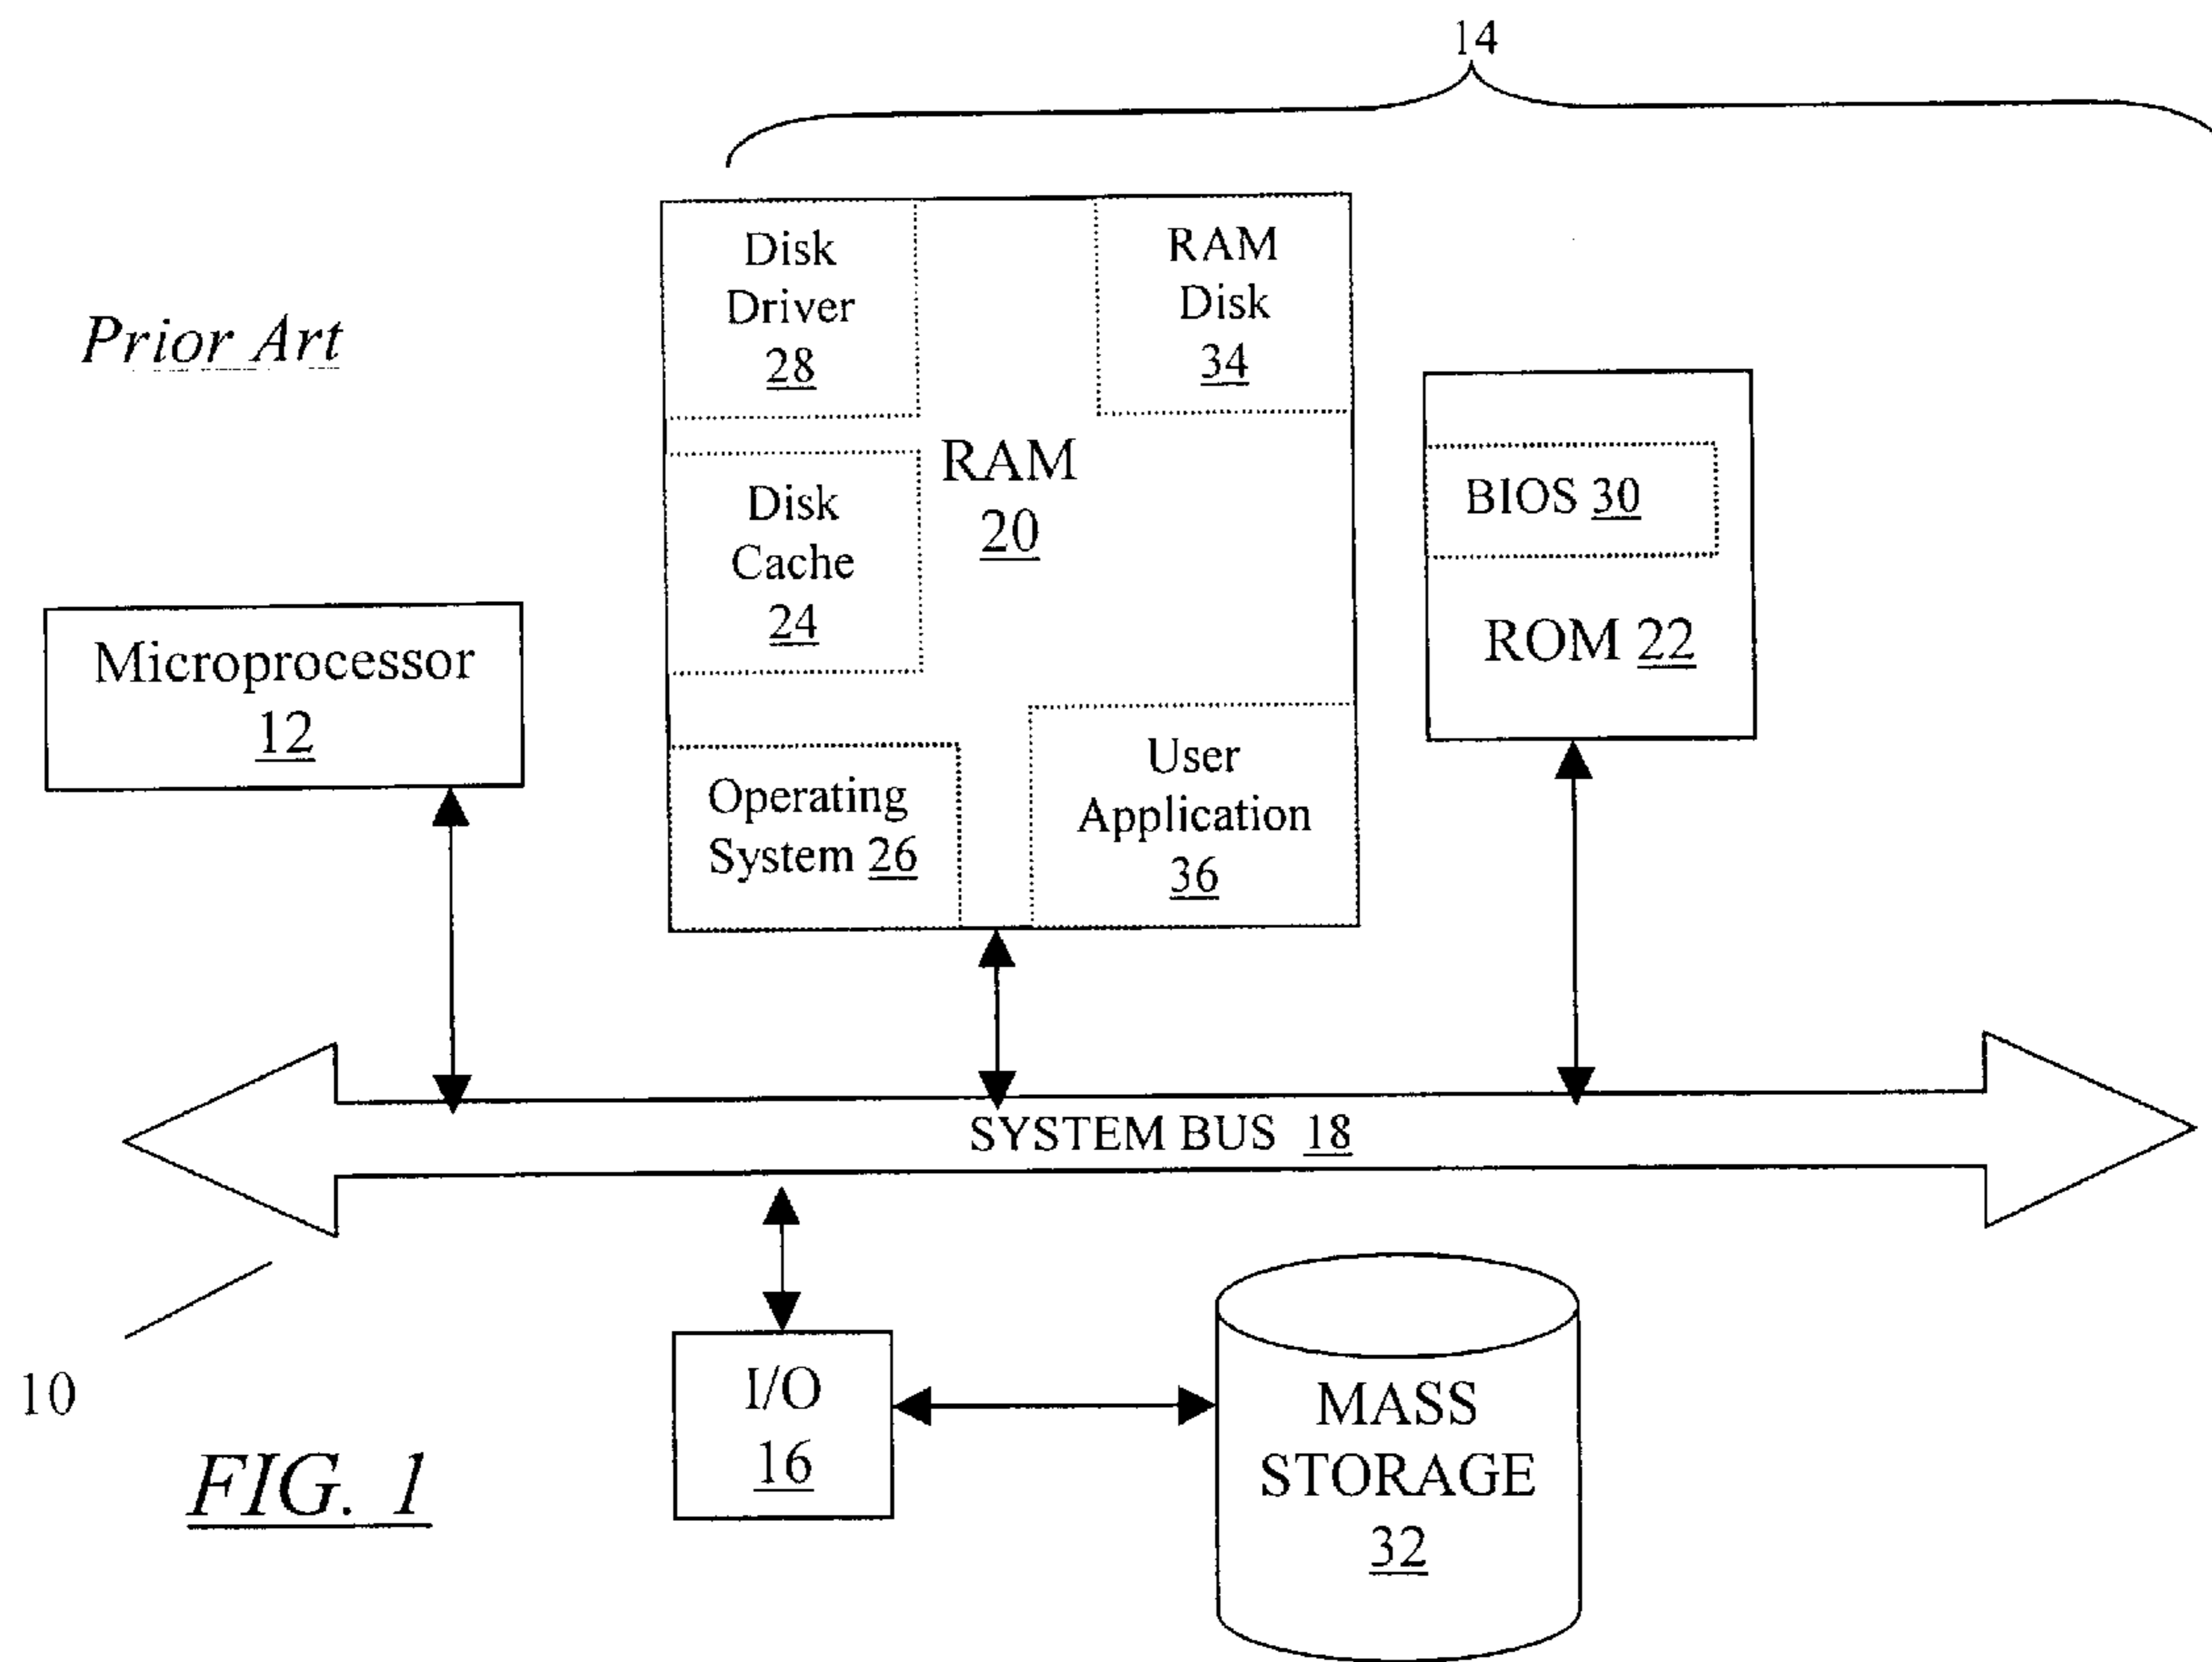 14
Prior Art
Disk
Driver
28
RAM
Disk
34
RAM
20
Disk
Cache
24
BIOS 30
ROM 22
Microprocessor
12
Operating
System 26
User
Application
36
SYSTEM BUS 18
10
I/O
16
MASS
STORAGE
32
FIG. 1